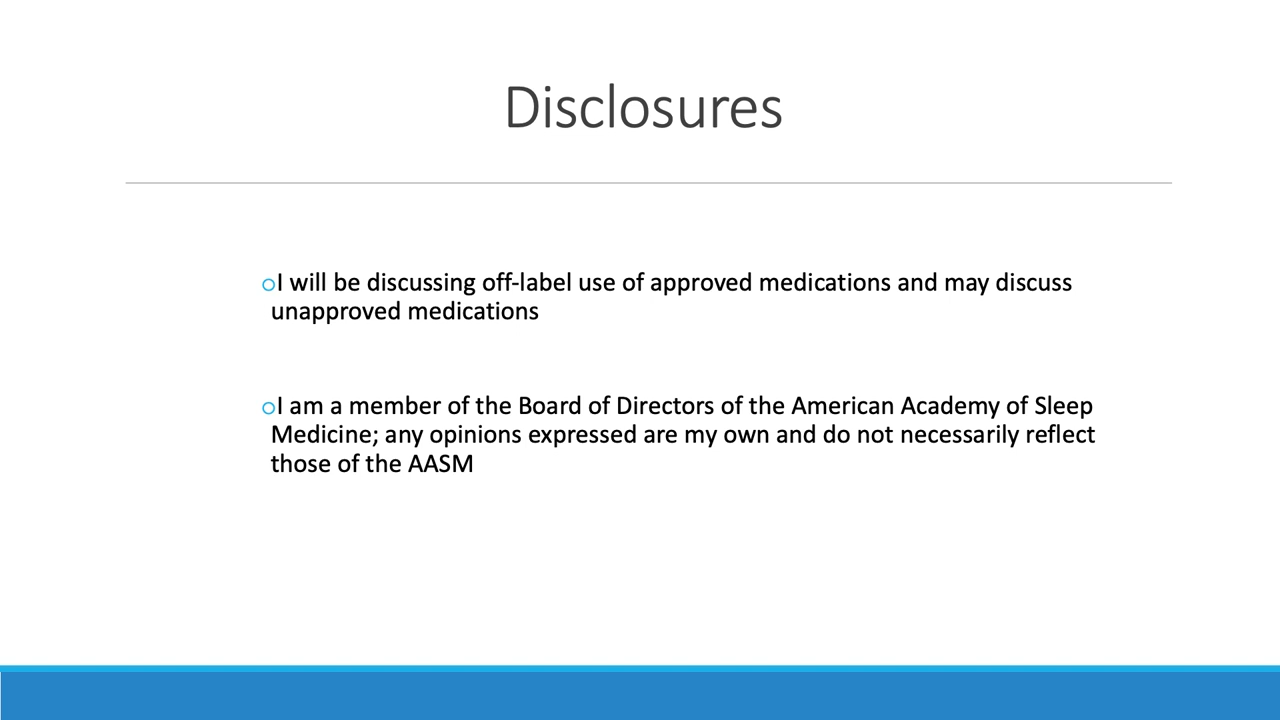 Disclosures
I will be discussing off-label use of approved medications and may discuss
unapproved medications
I am a member of the Board of Directors of the American Academy of Sleep
Medicine; any opinions expressed are my own and do not necessarily reflect
those of the AASM